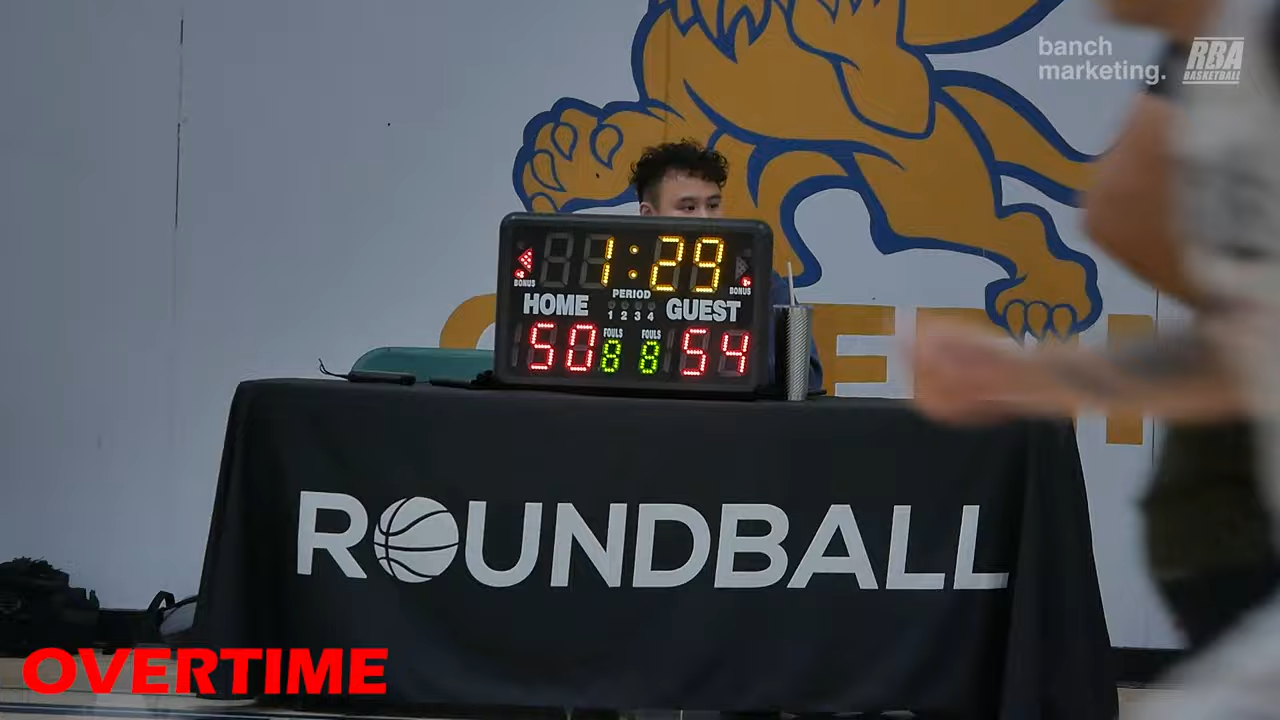 banch
marketing.
RBA
BASKETBALL
1:29
BONUS
BONUS
PERIOD
HOME
GUEST
1 2 3 4
FOULS
FOULS
50
8
8
54
ROUNDBALL
OVERTIME